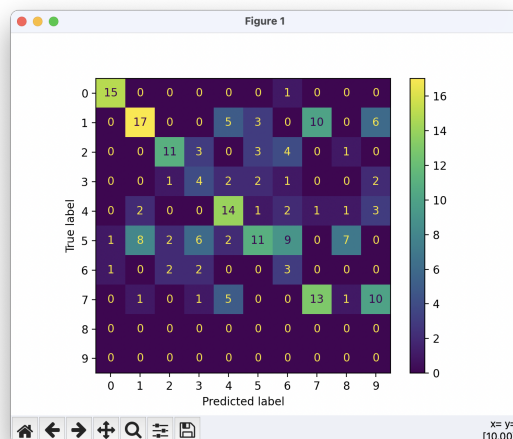 Figure 1
0 15 0 0 0 0 0 1 0 0 0
1 0 17 0 0 5 3 0 10 0 6
2 0 0 11 3 0 3 4 0 1 0
3 0 0 1 4 2 2 1 0 0 2
4 0 2 0 0 14 1 2 1 1 3
5 1 8 2 6 2 11 9 0 7 0
6 1 0 2 2 0 0 3 0 0 0
7 0 1 0 1 5 0 0 13 1 10
8 0 0 0 0 0 0 0 0 0 0
9 0 0 0 0 0 0 0 0 0 0
0 1 2 3 4 5 6 7 8 9
True label
Predicted label
16
14
12
10
8
6
4
2
0
x= y=
[10.00